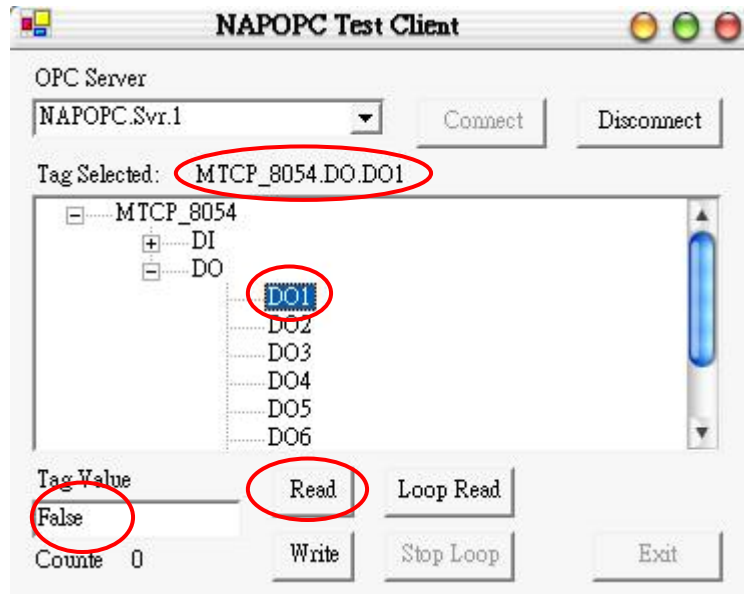 NAPOPC Test Client
OPC Server
NAPOPC.Svr.1
Connect
Disconnect
Tag Selected: MTCP_8054.DO.DO1
MTCP_8054
DI
DO
DO1
DO2
DO3
DO4
DO5
DO6
Tag Value
Read
Loop Read
False
Counte 0
Write
Stop Loop
Exit